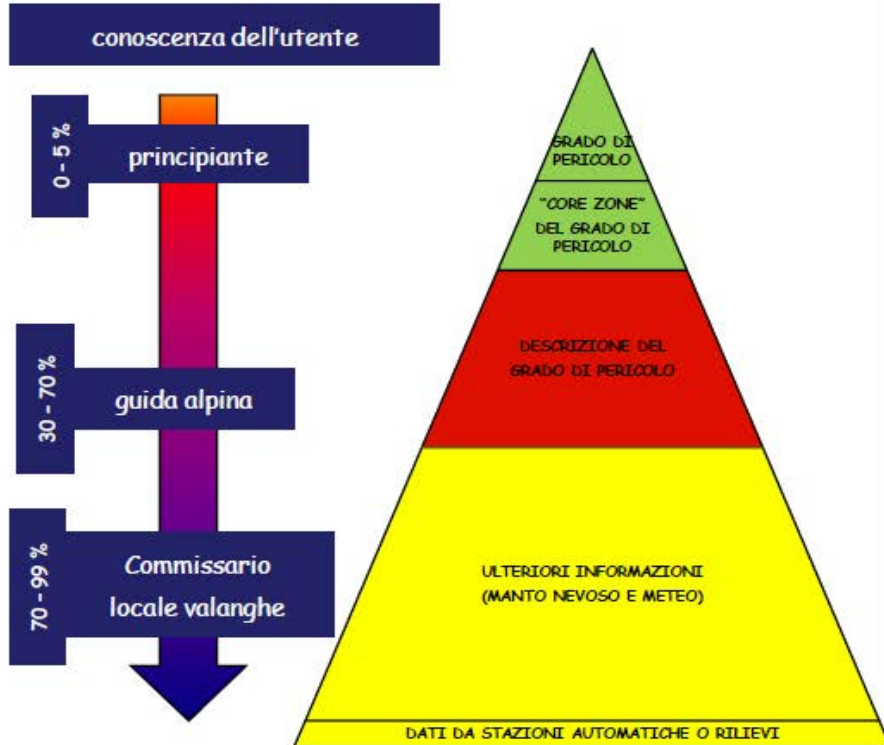 conoscenza dell'utente
0 - 5 %
principiante
30 - 70 %
guida alpina
70 - 99 %
Commissario
locale valanghe
GRADO DI
PERICOLO
"CORE ZONE"
DEL GRADO DI
PERICOLO
DESCRIZIONE DEL
GRADO DI PERICOLO
ULTERIORI INFORMAZIONI
(MANTO NEVOSO E METEO)
DATI DA STAZIONI AUTOMATICHE O RILIEVI